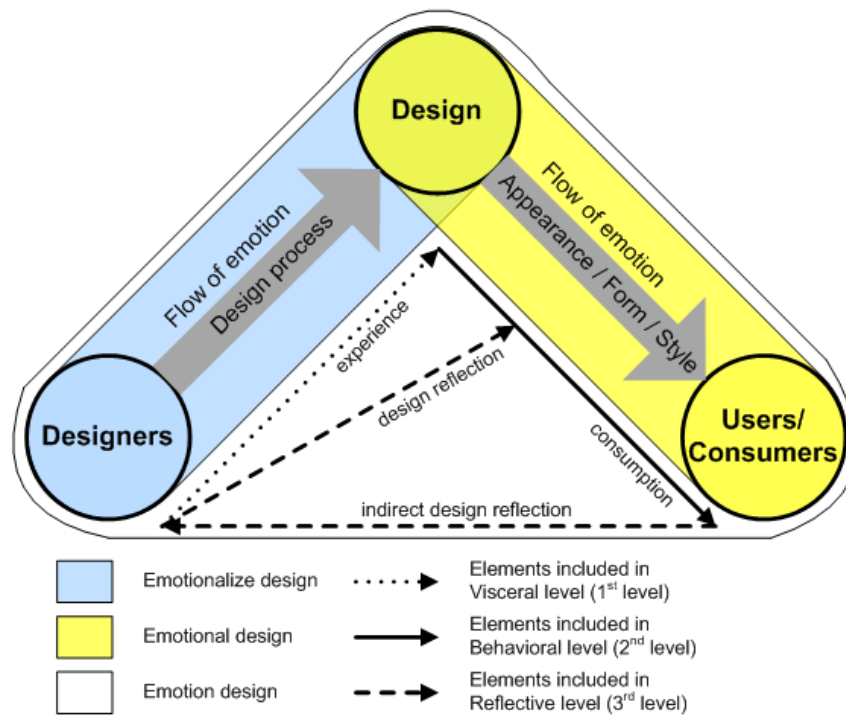 Design
Flow of emotion
Design process
Flow of emotion
Appearance / Form / Style
experience
design reflection
consumption
Designers
Users/
Consumers
indirect design reflection
Emotionalize design
Elements included in
Visceral level (1st level)
Emotional design
Elements included in
Behavioral level (2nd level)
Emotion design
Elements included in
Reflective level (3rd level)